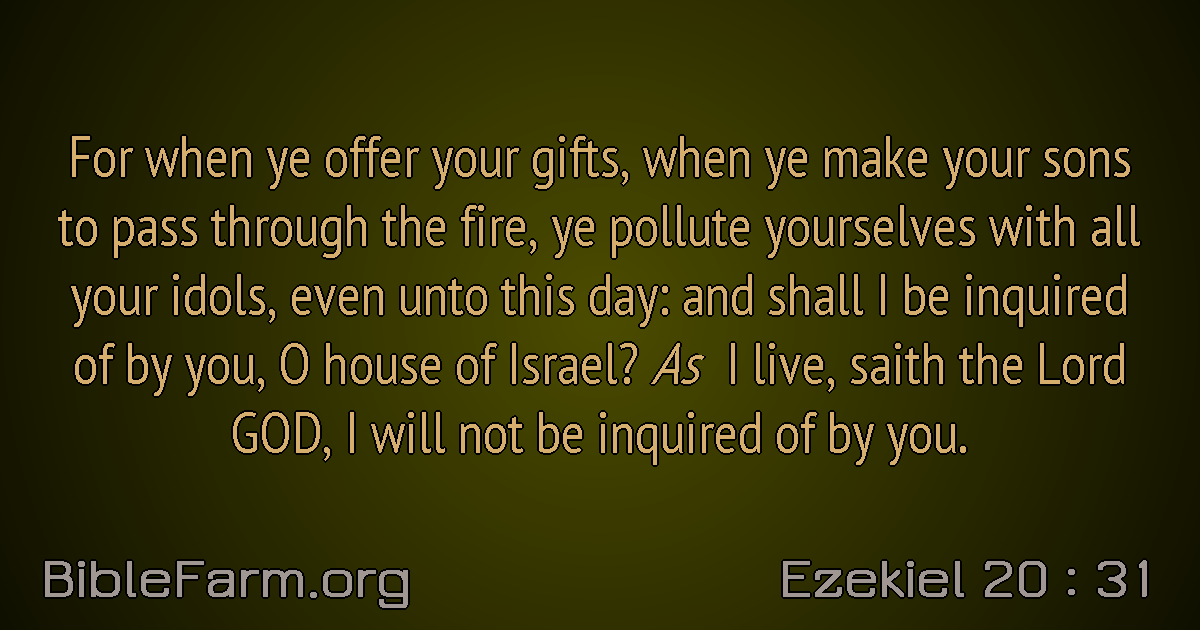 For when ye offer your gifts, when ye make your sons
to pass through the fire, ye pollute yourselves with all
your idols, even unto this day: and shall I be inquired
of by you, O house of Israel? As I live, saith the Lord
GOD, I will not be inquired of by you.
BibleFarm.org
Ezekiel 20 : 31